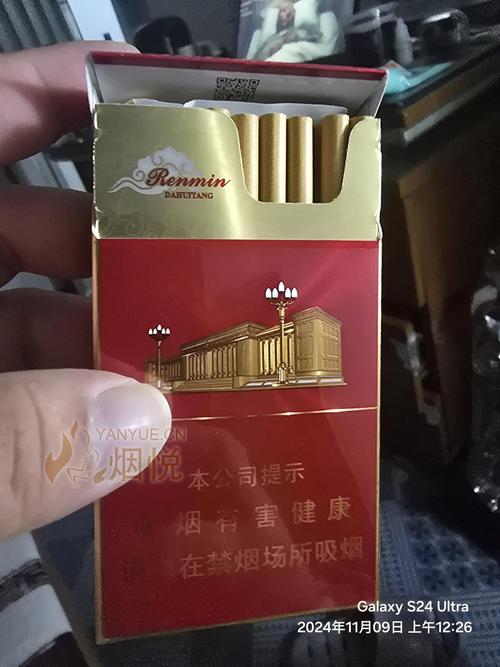 Renmin
DAHUITANG
YANYUE.CN
烟悦
本公司提示
烟有害健康
在禁烟场所吸烟
Galaxy S24 Ultra
2024年11月09日 上午12:26